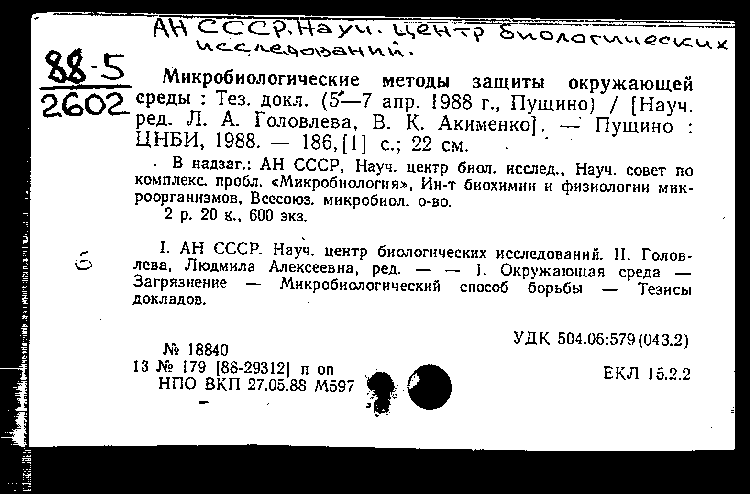 АН СССР. Науч. центр биологических
исследований.
88-5
2602
Микробиологические методы защиты окружающей
среды : Тез. докл. (5—7 апр. 1988 г., Пущино) / [Науч.
ред. Л. А. Головлева, В. К. Акименко]. — Пущино :
ЦНБИ, 1988. — 186,[1] с.; 22 см.
В надзаг.: АН СССР, Науч. центр биол. исслед., Науч. совет по
комплекс. пробл. «Микробиология», Ин-т биохимии и физиологии мик-
роорганизмов, Всесоюз. микробиол. о-во.
2 р. 20 к., 600 экз.
I. АН СССР. Науч. центр биологических исследований. II. Голов-
лева, Людмила Алексеевна, ред. — — 1. Окружающая среда —
Загрязнение — Микробиологический способ борьбы — Тезисы
докладов.
УДК 504.06:579(043.2)
№ 18840
13 № 179 [88-29312] п оп
НПО ВКП 27.05.88 М597
ЕКЛ 15.2.2